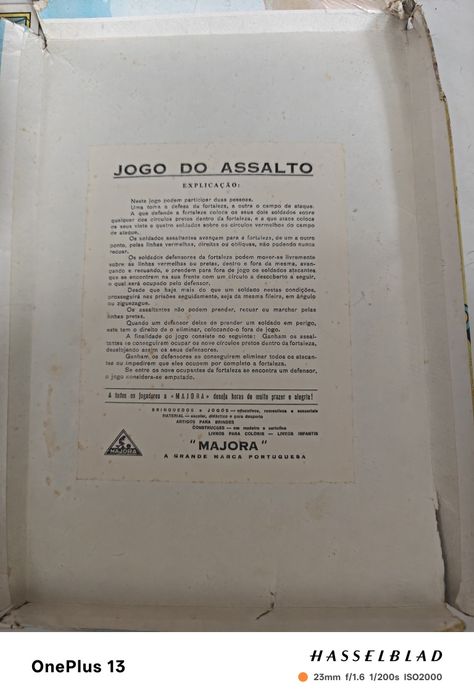 JOGO DO ASSALTO
EXPLICAÇÃO:
Neste jogo podem participar duas pessoas.
Uma toma a defesa da fortaleza, a outra o campo de ataque.
A que defende a fortaleza coloca os seus dois soldados sobre
qualquer dos círculos pretos dentro da fortaleza, e a que ataca coloca
os seus vinte e quatro soldados sobre os círculos vermelhos do campo
de ataque.
Os soldados assaltantes avançam para a fortaleza, de um a outro
ponto, pelas linhas vermelhas, direitas ou oblíquas, não podendo nunca
recuar.
Os soldados defensores da fortaleza podem mover-se livremente
sobre as linhas vermelhas ou pretas, dentro e fora da mesma, avan-
çando e recuando, e prendem para fora de jogo os soldados atacantes,
que se encontrem na sua frente com um círculo a descoberto a seguir,
o qual será ocupado pelo defensor.
Desde que haja mais do que um soldado nestas condições,
prosseguirá nas prisões seguidamente, seja da mesma fileira, em ângulo
ou ziguezague.
Os assaltantes não podem prender, recuar ou marchar pelas
linhas pretas.
Quando um defensor deixe de prender um soldado em perigo,
este tem o direito de o eliminar, colocando-o fora de jogo.
A finalidade do jogo consiste no seguinte: Ganham os assal-
tantes se conseguirem ocupar os nove círculos pretos dentro da fortaleza,
desalojando assim os seus defensores.
Ganham os defensores se conseguirem eliminar todos os atacan-
tes ou impedirem que eles ocupem por completo a fortaleza.
Se entre os nove ocupantes da fortaleza se encontra um defensor,
o jogo considera-se empatado.
A todos os Jogadores a «MAJORA» deseja horas de muito prazer e alegria!
BRINQUEDOS e JOGOS — educativos, recreativos e sensoriais
MATERIAL — escolar, didáctico e para desporto
ARTIGOS PARA BRINDES
CONSTRUÇÕES — em madeira e cartolina
LIVROS PARA COLORIR — LIVROS INFANTIS
MAJORA
"MAJORA"
A GRANDE MARCA PORTUGUESA
OnePlus 13
HASSELBLAD
23mm f/1.6 1/200s ISO2000